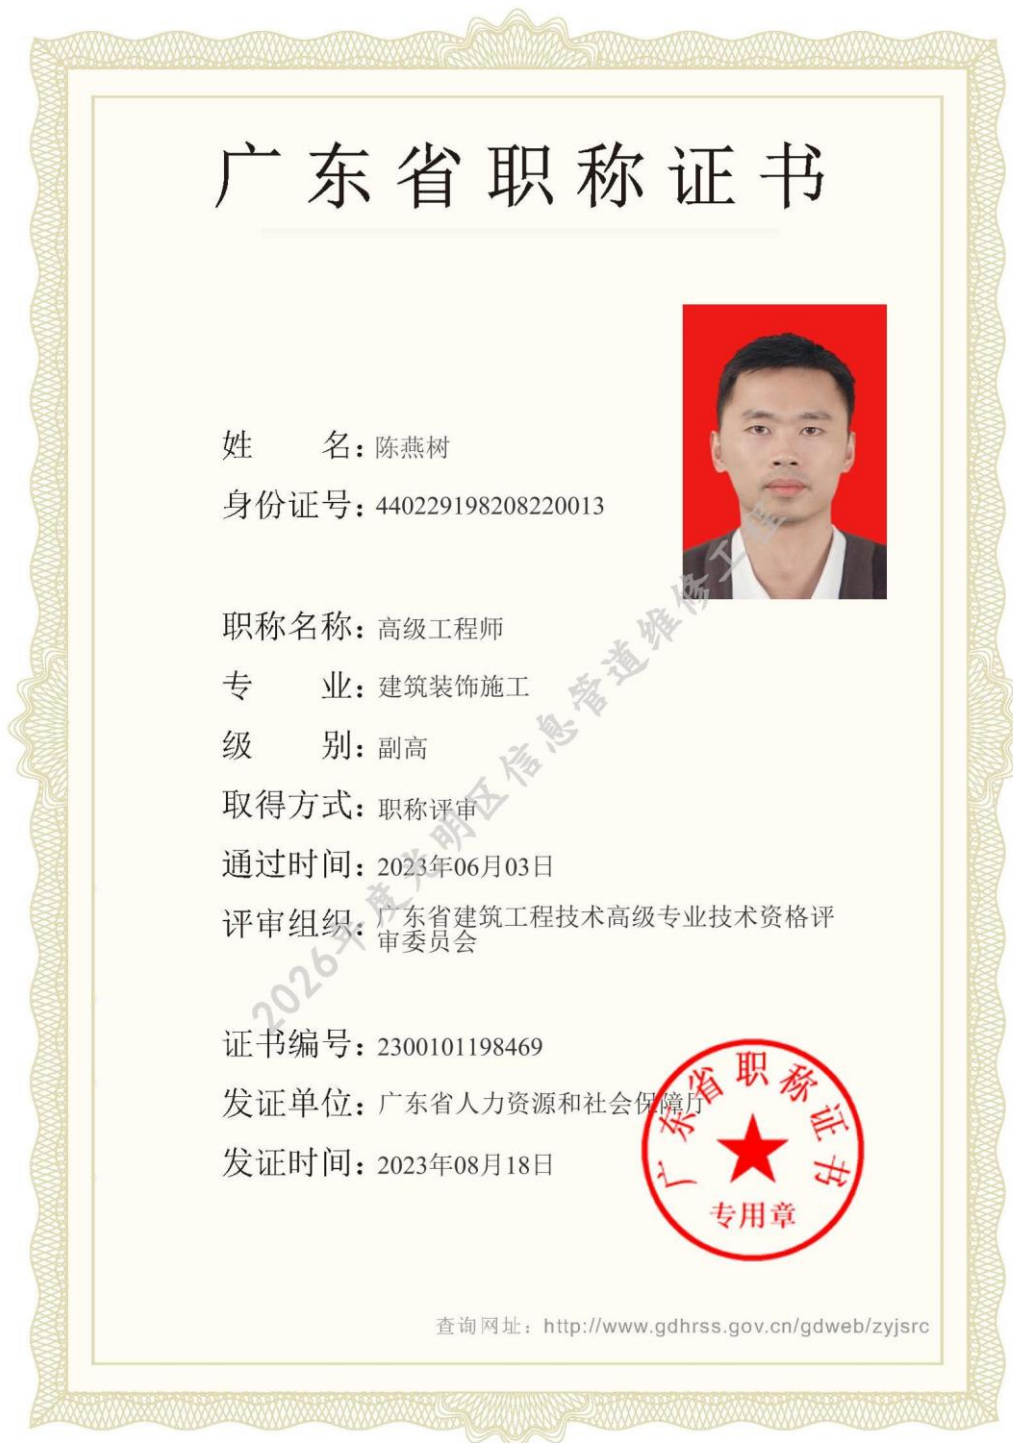 广东省职称证书
姓 名：陈燕树
身份证号：440229198208220013
职称名称：高级工程师
专 业：建筑装饰施工
级 别：副高
取得方式：职称评审
通过时间：2023年06月03日
评审组织：广东省建筑工程技术高级专业技术资格评
审委员会
证书编号：2300101198469
发证单位：广东省人力资源和社会保障厅
发证时间：2023年08月18日
广东省职称证书
专用章
查询网址：http://www.gdhrss.gov.cn/gdweb/zyjsrc
2026年度光明区信息管道维修工程